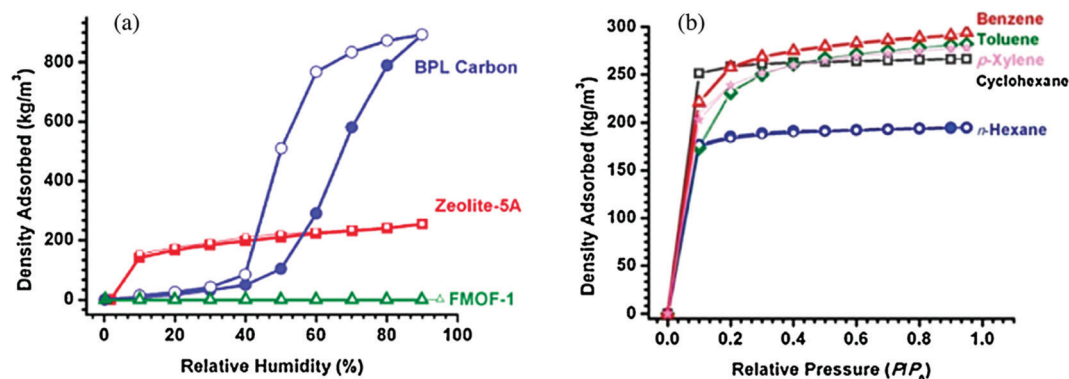 (a)
BPL Carbon
Zeolite-5A
FMOF-1
Density Adsorbed (kg/m³)
800
600
400
200
0
0 20 40 60 80 100
Relative Humidity (%)
(b)
Benzene
Toluene
p-Xylene
Cyclohexane
n-Hexane
Density Adsorbed (kg/m³)
300
250
200
150
100
50
0
0.0 0.2 0.4 0.6 0.8 1.0
Relative Pressure (P/P₀)